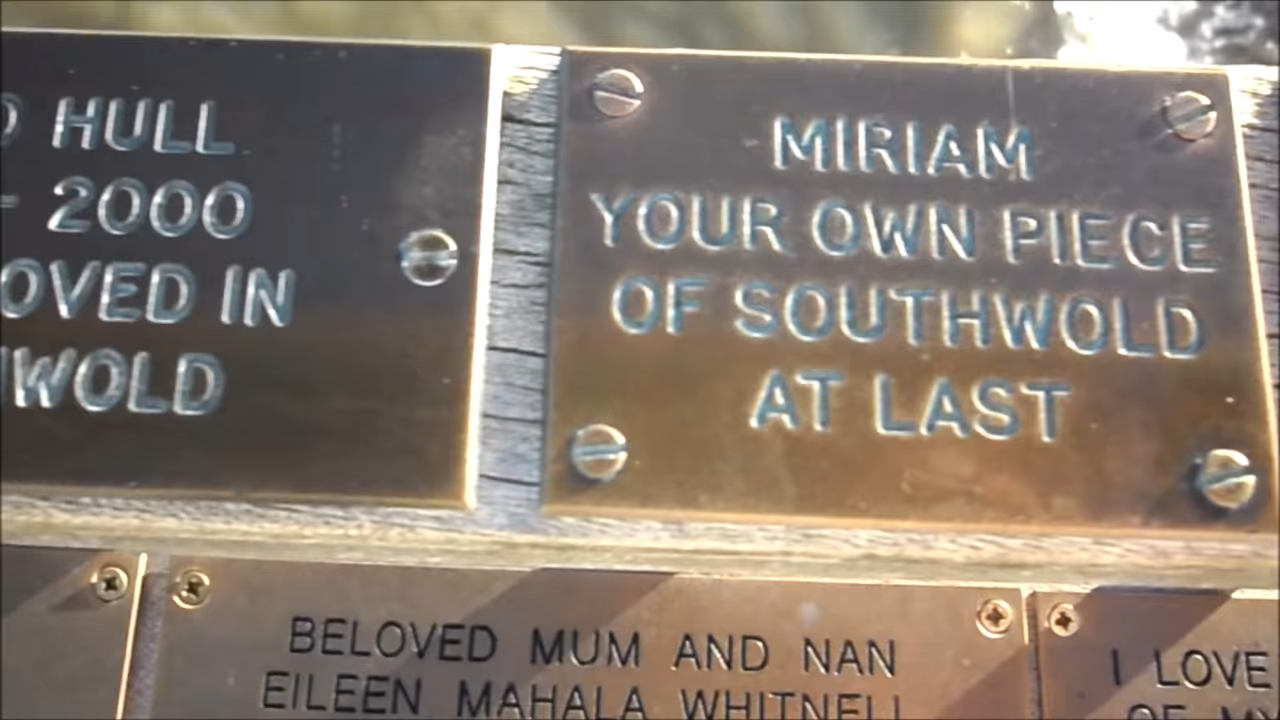 HULL
- 2000
OVED IN
WOLD
MIRIAM
YOUR OWN PIECE
OF SOUTHWOLD
AT LAST
BELOVED MUM AND NAN
EILEEN MAHALA
I LOVE
OF